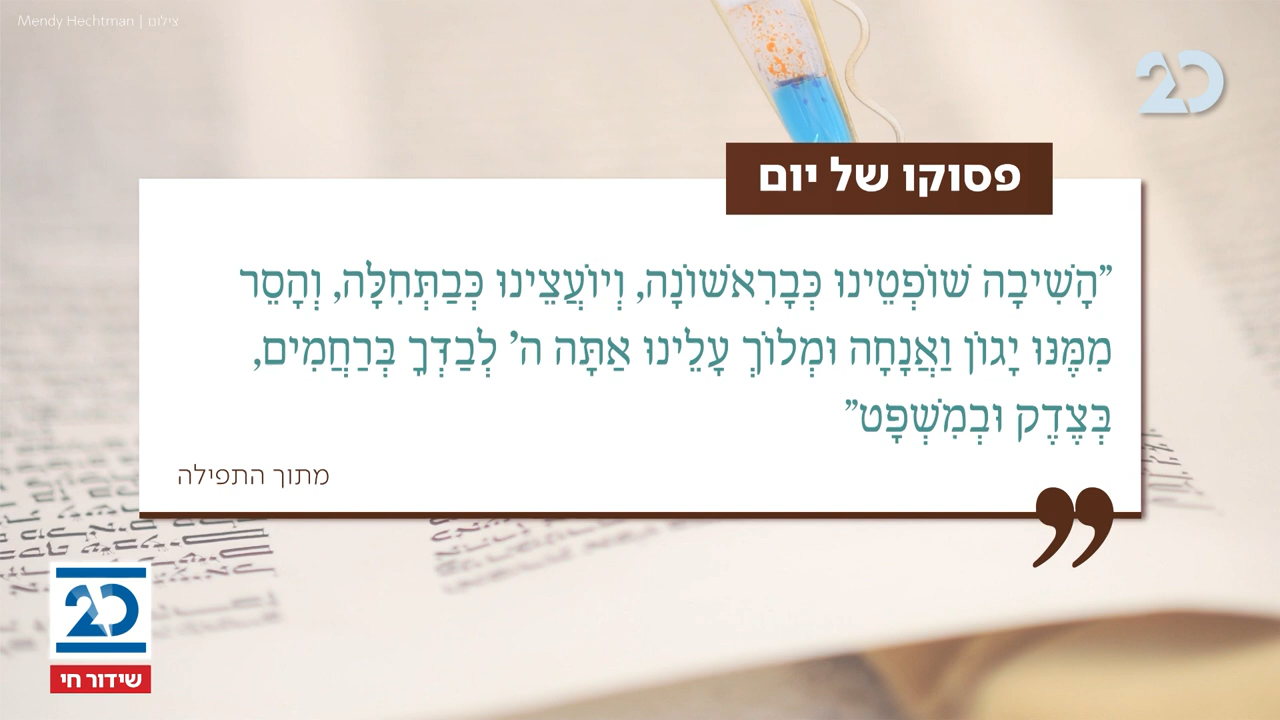 Mendy Hechtman | צילום
20
פסוקו של יום
"הָשִׁיבָה שׁוֹפְטֵינוּ כְּבָרִאשׁוֹנָה, וְיוֹעֲצֵינוּ כְּבַתְּחִלָּה, וְהָסֵר
מִמֶּנּוּ יָגוֹן וַאֲנָחָה וּמְלוֹךְ עָלֵינוּ אַתָּה ה' לְבַדְּךָ בְּרַחֲמִים,
בְּצֶדֶק וּבְמִשְׁפָּט"
מתוך התפילה
20
שידור חי